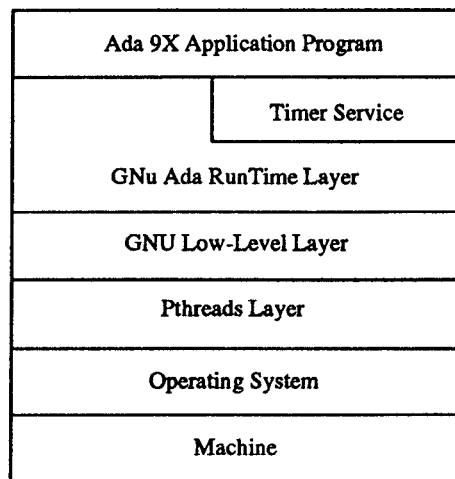 Ada 9X Application Program
Timer Service
GNu Ada RunTime Layer
GNU Low-Level Layer
Pthreads Layer
Operating System
Machine